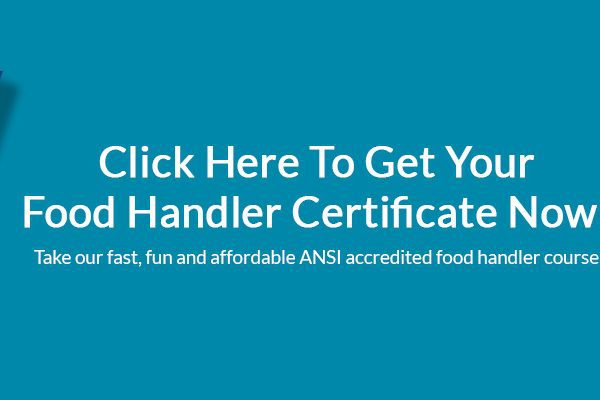 Click Here To Get Your
Food Handler Certificate Now
Take our fast, fun and affordable ANSI accredited food handler course